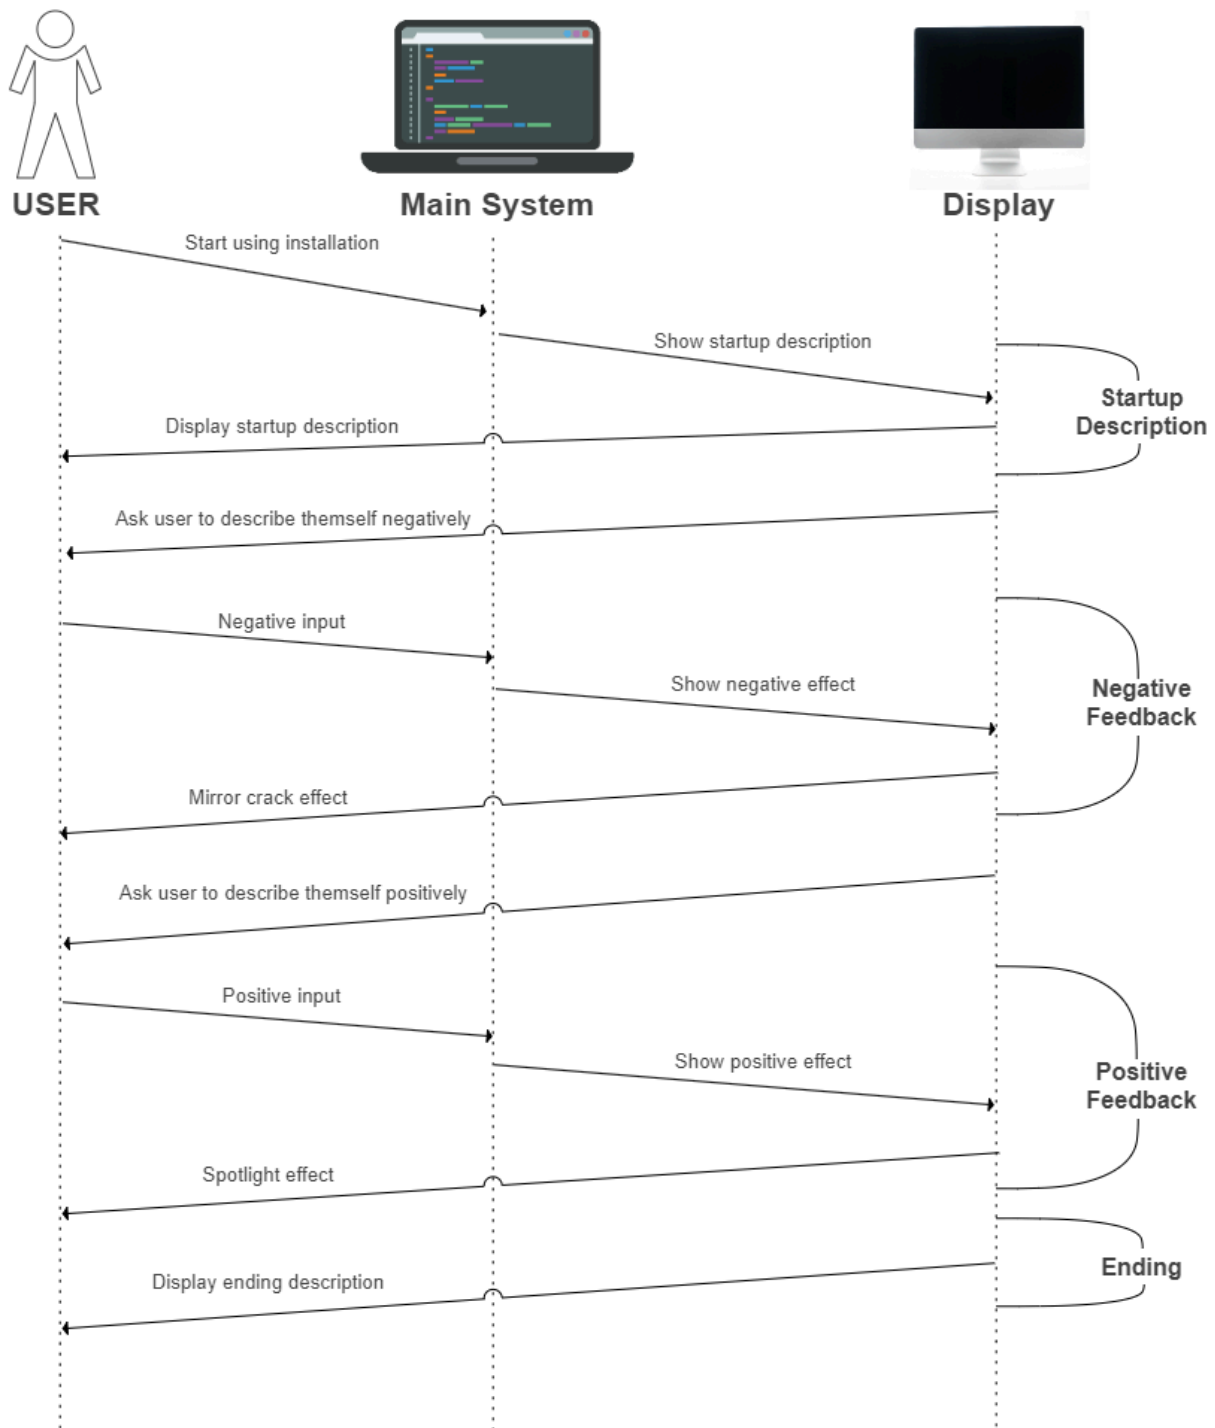 USER
Main System
Display
Start using installation
Show startup description
Startup
Description
Display startup description
Ask user to describe themself negatively
Negative input
Show negative effect
Negative
Feedback
Mirror crack effect
Ask user to describe themself positively
Positive input
Show positive effect
Positive
Feedback
Spotlight effect
Ending
Display ending description